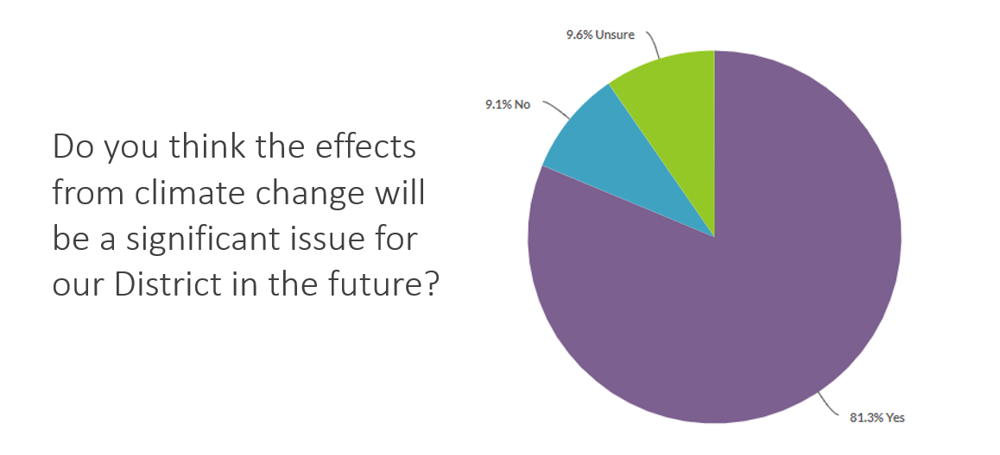 Do you think the effects
from climate change will
be a significant issue for
our District in the future?
9.6% Unsure
9.1% No
81.3% Yes